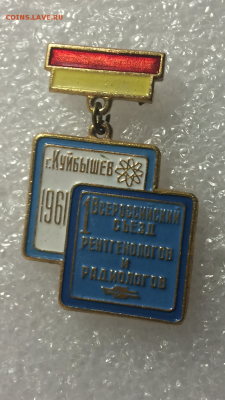 COINS.LAVE.RU
г. Куйбышев
1961
1 Всероссийский
съезд
рентгенологов
и
радиологов